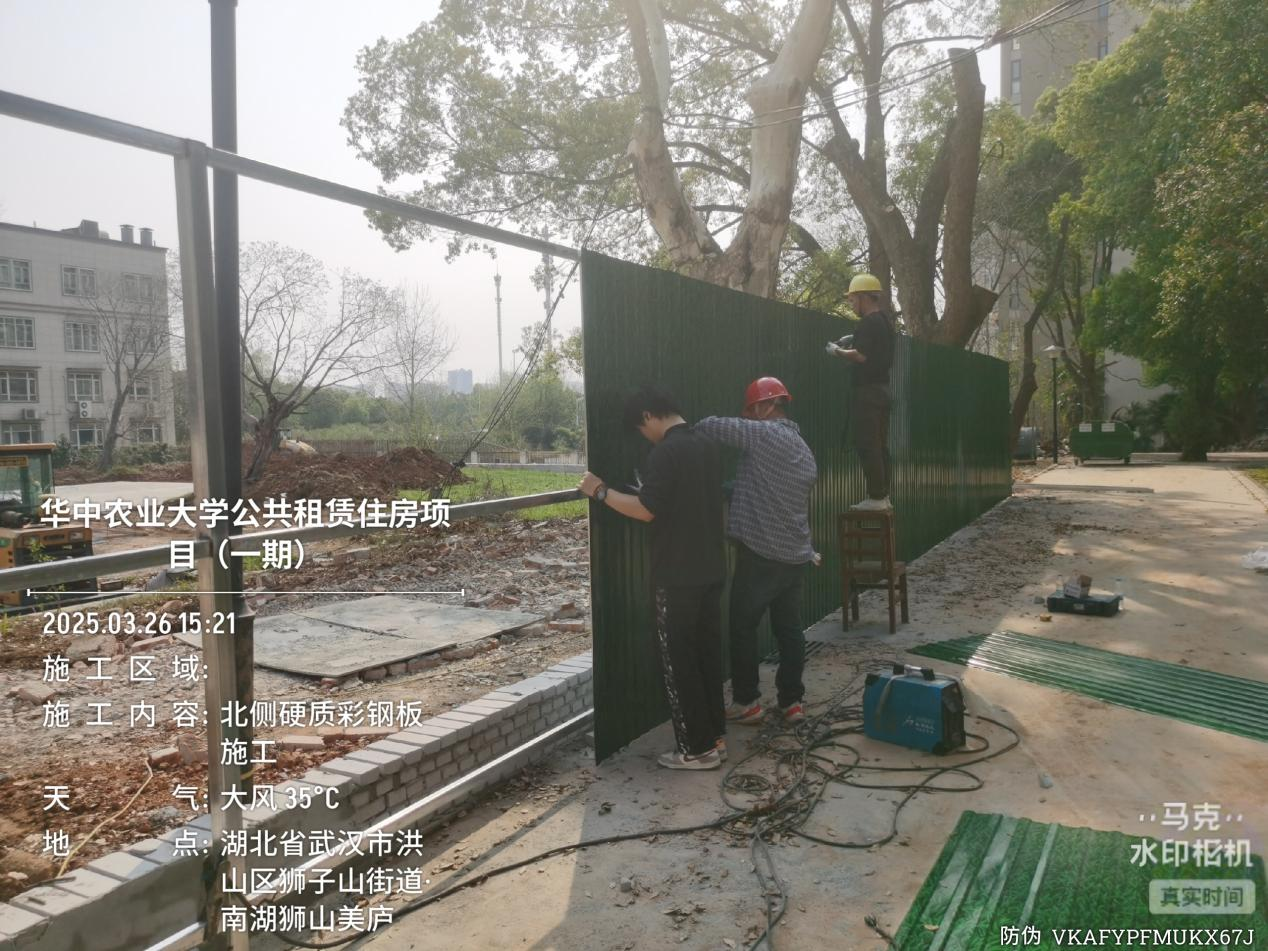 华中农业大学公共租赁住房项
目（一期）
2025.03.26 15:21
施工区域:
施工内容: 北侧硬质彩钢板
施工
天气: 大风 35℃
地点: 湖北省武汉市洪
山区狮子山街道·
南湖狮山美庐
马克
水印相机
真实时间
防伪 VKAFYPFMUKX67J